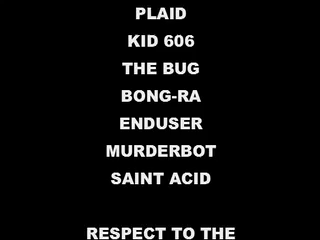 PLAID
KID 606
THE BUG
BONG-RA
ENDUSER
MURDERBOT
SAINT ACID
RESPECT TO THE